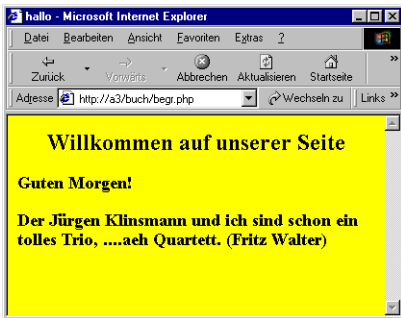 hallo - Microsoft Internet Explorer
Datei Bearbeiten Ansicht Favoriten Extras ?
Zurück Vorwärts Abbrechen Aktualisieren Startseite »
Adresse http://a3/buch/begr.php Wechseln zu Links »
Willkommen auf unserer Seite
Guten Morgen!
Der Jürgen Klinsmann und ich sind schon ein
tolles Trio, ....aeh Quartett. (Fritz Walter)